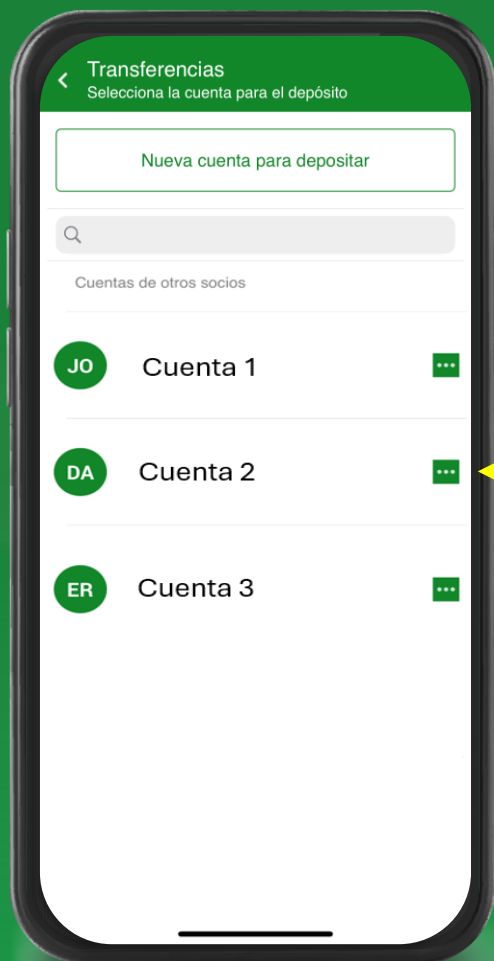 Transferencias
Selecciona la cuenta para el depósito
Nueva cuenta para depositar
Cuentas de otros socios
JO Cuenta 1
DA Cuenta 2
ER Cuenta 3